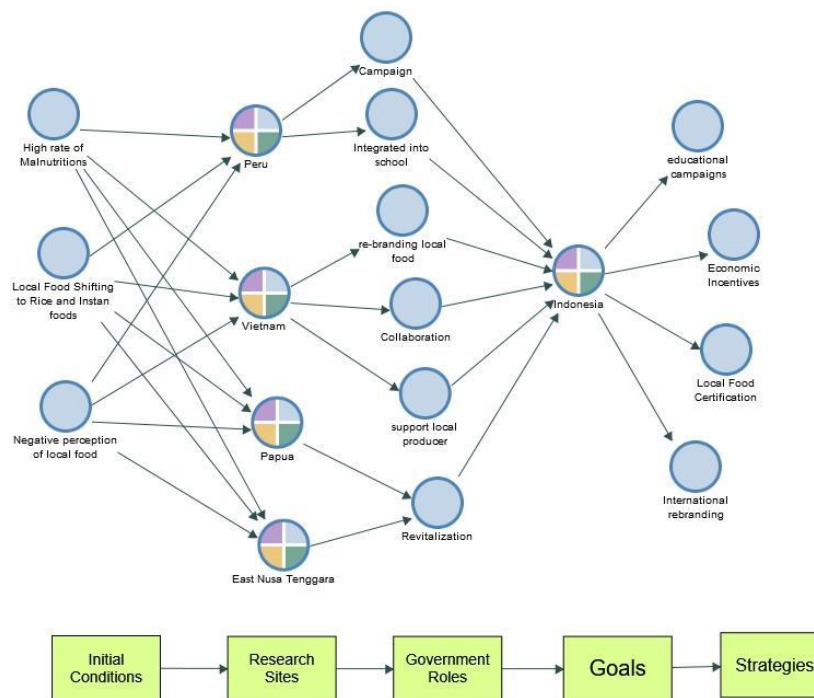 Campaign
High rate of
Malnutritions
Peru
Integrated into
school
educational
campaigns
Local Food Shifting
to Rice and Instan
foods
Vietnam
re-branding local
food
Collaboration
Indonesia
Economic
Incentives
Negative perception
of local food
Papua
support local
producer
Local Food
Certification
East Nusa Tenggara
Revitalization
International
rebranding
Initial
Conditions
Research
Sites
Government
Roles
Goals
Strategies